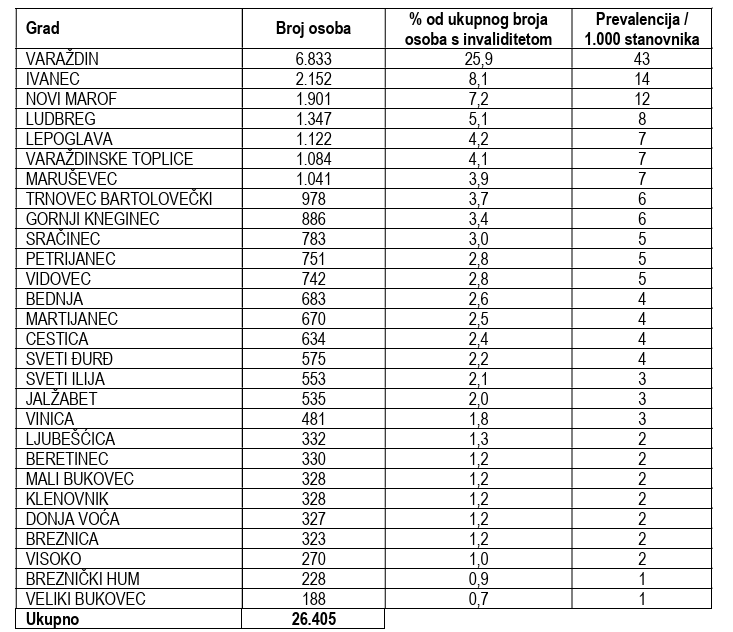 Grad Broj osoba % od ukupnog broja osoba s invaliditetom Prevalencija / 1.000 stanovnika
VARAŽDIN 6.833 25,9 43
IVANEC 2.152 8,1 14
NOVI MAROF 1.901 7,2 12
LUDBREG 1.347 5,1 8
LEPOGLAVA 1.122 4,2 7
VARAŽDINSKE TOPLICE 1.084 4,1 7
MARUŠEVEC 1.041 3,9 7
TRNOVEC BARTOLOVEČKI 978 3,7 6
GORNJI KNEGINEC 886 3,4 6
SRAČINEC 783 3,0 5
PETRIJANEC 751 2,8 5
VIDOVEC 742 2,8 5
BEDNJA 683 2,6 4
MARTIJANEC 670 2,5 4
CESTICA 634 2,4 4
SVETI ĐURĐ 575 2,2 4
SVETI ILIJA 553 2,1 3
JALŽABET 535 2,0 3
VINICA 481 1,8 3
LJUBEŠĆICA 332 1,3 2
BERETINEC 330 1,2 2
MALI BUKOVEC 328 1,2 2
KLENOVNIK 328 1,2 2
DONJA VOĆA 327 1,2 2
BREZNICA 323 1,2 2
VISOKO 270 1,0 2
BREZNIČKI HUM 228 0,9 1
VELIKI BUKOVEC 188 0,7 1
Ukupno 26.405